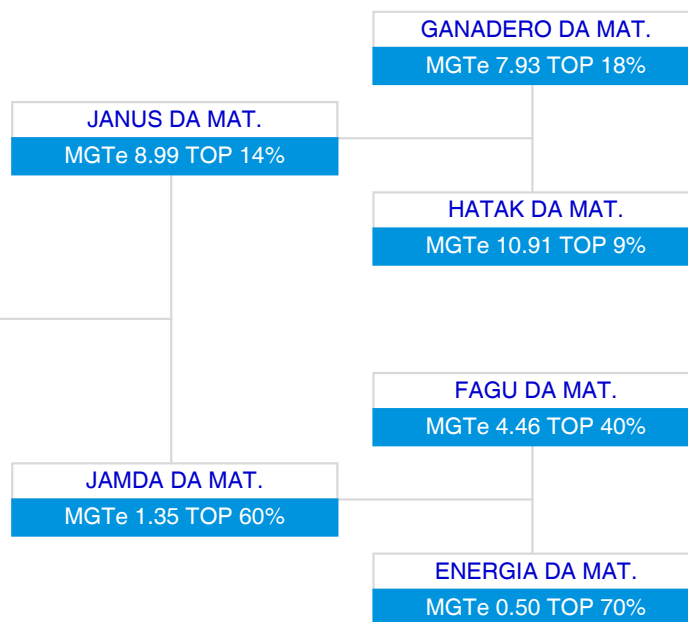 GANADERO DA MAT.
MGTe 7.93 TOP 18%
JANUS DA MAT.
MGTe 8.99 TOP 14%
HATAK DA MAT.
MGTe 10.91 TOP 9%
FAGU DA MAT.
MGTe 4.46 TOP 40%
JAMDA DA MAT.
MGTe 1.35 TOP 60%
ENERGIA DA MAT.
MGTe 0.50 TOP 70%